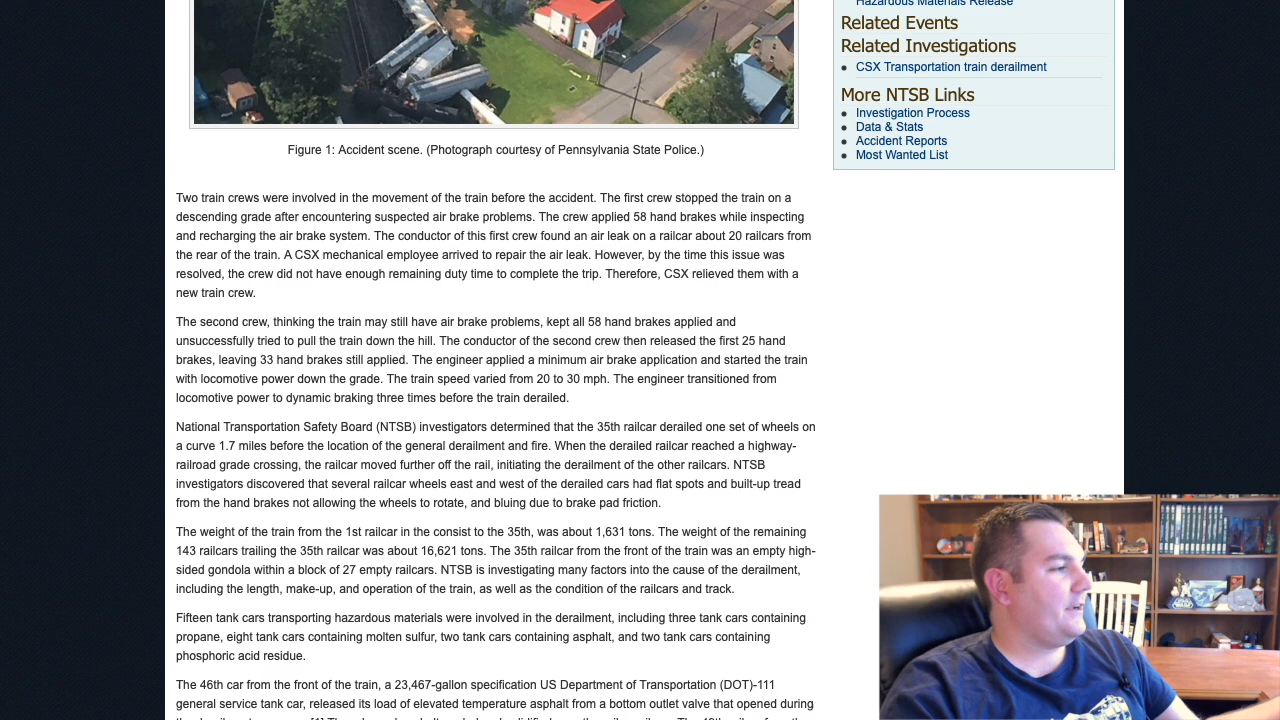 Hazardous Materials Release
Related Events
Related Investigations
CSX Transportation train derailment
More NTSB Links
Investigation Process
Data & Stats
Accident Reports
Most Wanted List
Figure 1: Accident scene. (Photograph courtesy of Pennsylvania State Police.)
Two train crews were involved in the movement of the train before the accident. The first crew stopped the train on a
descending grade after encountering suspected air brake problems. The crew applied 58 hand brakes while inspecting
and recharging the air brake system. The conductor of this first crew found an air leak on a railcar about 20 railcars from
the rear of the train. A CSX mechanical employee arrived to repair the air leak. However, by the time this issue was
resolved, the crew did not have enough remaining duty time to complete the trip. Therefore, CSX relieved them with a
new train crew.
The second crew, thinking the train may still have air brake problems, kept all 58 hand brakes applied and
unsuccessfully tried to pull the train down the hill. The conductor of the second crew then released the first 25 hand
brakes, leaving 33 hand brakes still applied. The engineer applied a minimum air brake application and started the train
with locomotive power down the grade. The train speed varied from 20 to 30 mph. The engineer transitioned from
locomotive power to dynamic braking three times before the train derailed.
National Transportation Safety Board (NTSB) investigators determined that the 35th railcar derailed one set of wheels on
a curve 1.7 miles before the location of the general derailment and fire. When the derailed railcar reached a highway-
railroad grade crossing, the railcar moved further off the rail, initiating the derailment of the other railcars. NTSB
investigators discovered that several railcar wheels east and west of the derailed cars had flat spots and built-up tread
from the hand brakes not allowing the wheels to rotate, and bluing due to brake pad friction.
The weight of the train from the 1st railcar in the consist to the 35th, was about 1,631 tons. The weight of the remaining
143 railcars trailing the 35th railcar was about 16,621 tons. The 35th railcar from the front of the train was an empty high-
sided gondola within a block of 27 empty railcars. NTSB is investigating many factors into the cause of the derailment,
including the length, make-up, and operation of the train, as well as the condition of the railcars and track.
Fifteen tank cars transporting hazardous materials were involved in the derailment, including three tank cars containing
propane, eight tank cars containing molten sulfur, two tank cars containing asphalt, and two tank cars containing
phosphoric acid residue.
The 46th car from the front of the train, a 23,467-gallon specification US Department of Transportation (DOT)-111
general service tank car, released its load of elevated temperature asphalt from a bottom outlet valve that opened during